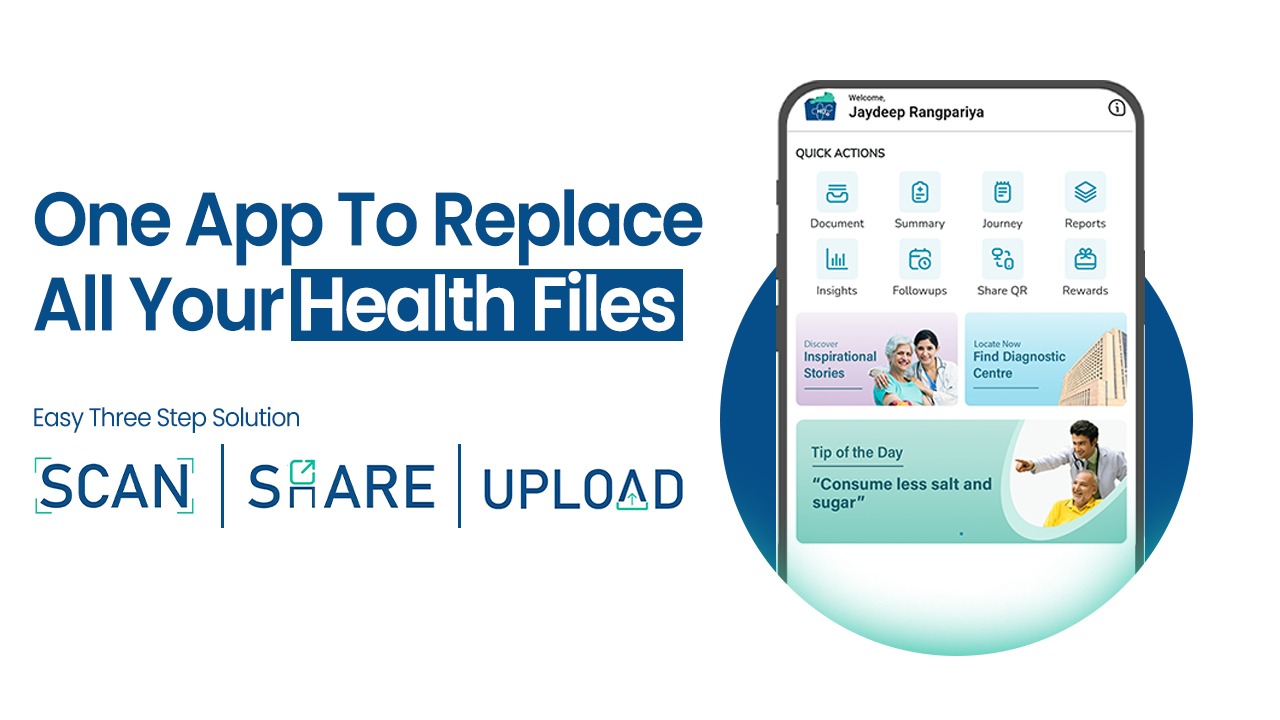 One App To Replace
All Your Health Files
Easy Three Step Solution
SCAN
SHARE
UPLOAD
Welcome,
Jaydeep Rangpariya
QUICK ACTIONS
Document
Summary
Journey
Reports
Insights
Followups
Share QR
Rewards
Discover
Inspirational
Stories
Locate Now
Find Diagnostic
Centre
Tip of the Day
“Consume less salt and
sugar”